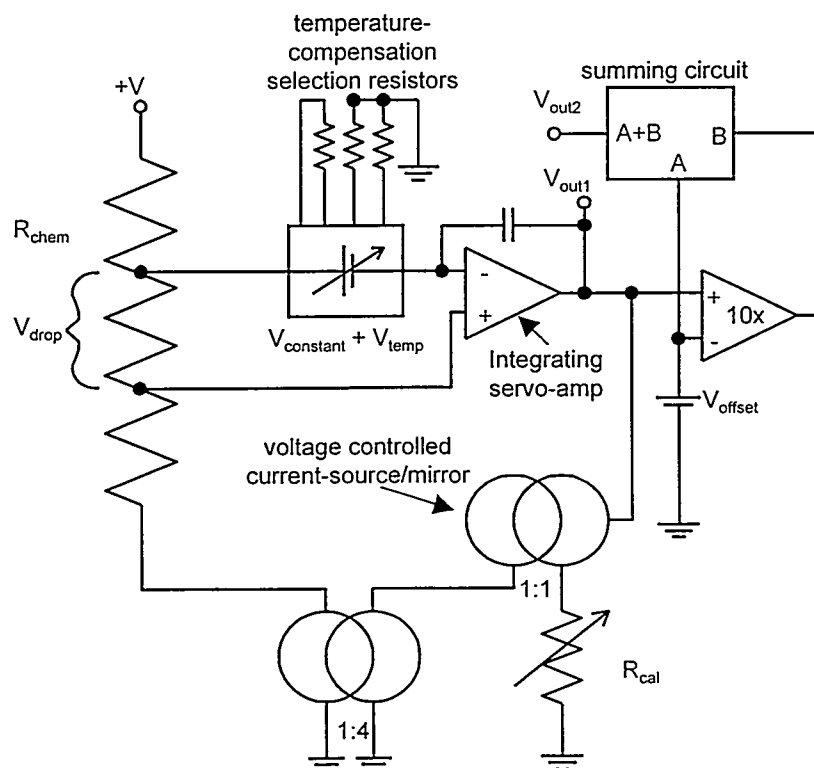 temperature-
compensation
selection resistors
+V
summing circuit
V_out2
A+B
B
A
V_out1
R_chem
-
+
+
10x
-
V_drop
V_constant + V_temp
Integrating
servo-amp
V_offset
voltage controlled
current-source/mirror
1:1
R_cal
1:4